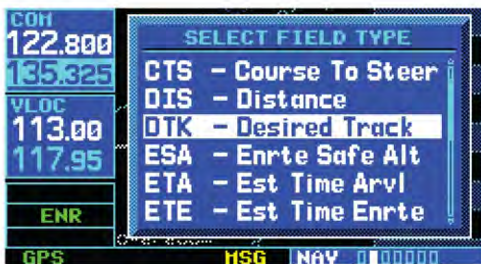 COM
122.800
135.325
VLOC
113.00
117.95
ENR
GPS
SELECT FIELD TYPE
CTS – Course To Steer
DIS – Distance
DTK – Desired Track
ESA – Enrte Safe Alt
ETA – Est Time Arvl
ETE – Est Time Enrte
MSG
NAV